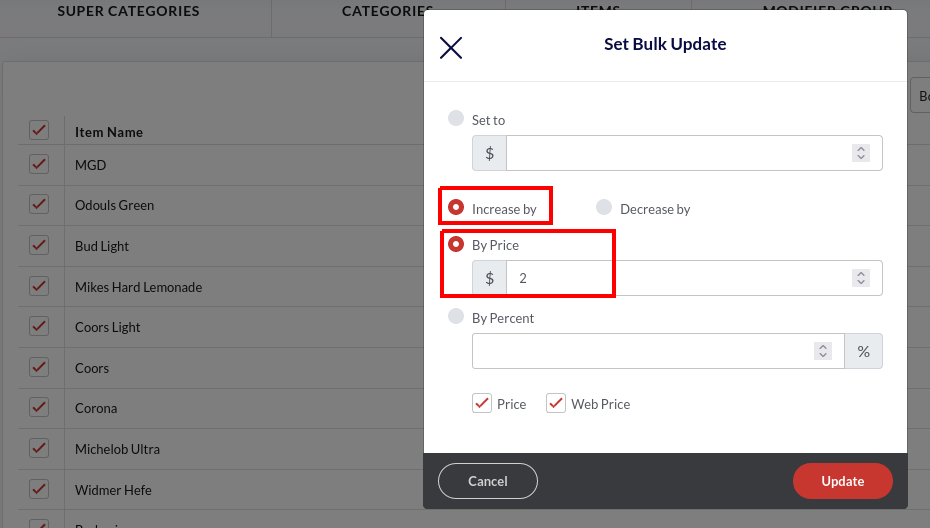 SUPER CATEGORIES
CATEGORIES
ITEMS
MODIFIER GROUP
Set Bulk Update
Item Name
MGD
Odouls Green
Bud Light
Mikes Hard Lemonade
Coors Light
Coors
Corona
Michelob Ultra
Widmer Hefe
Set to
$
Increase by
Decrease by
By Price
$ 2
By Percent
%
Price
Web Price
Cancel
Update